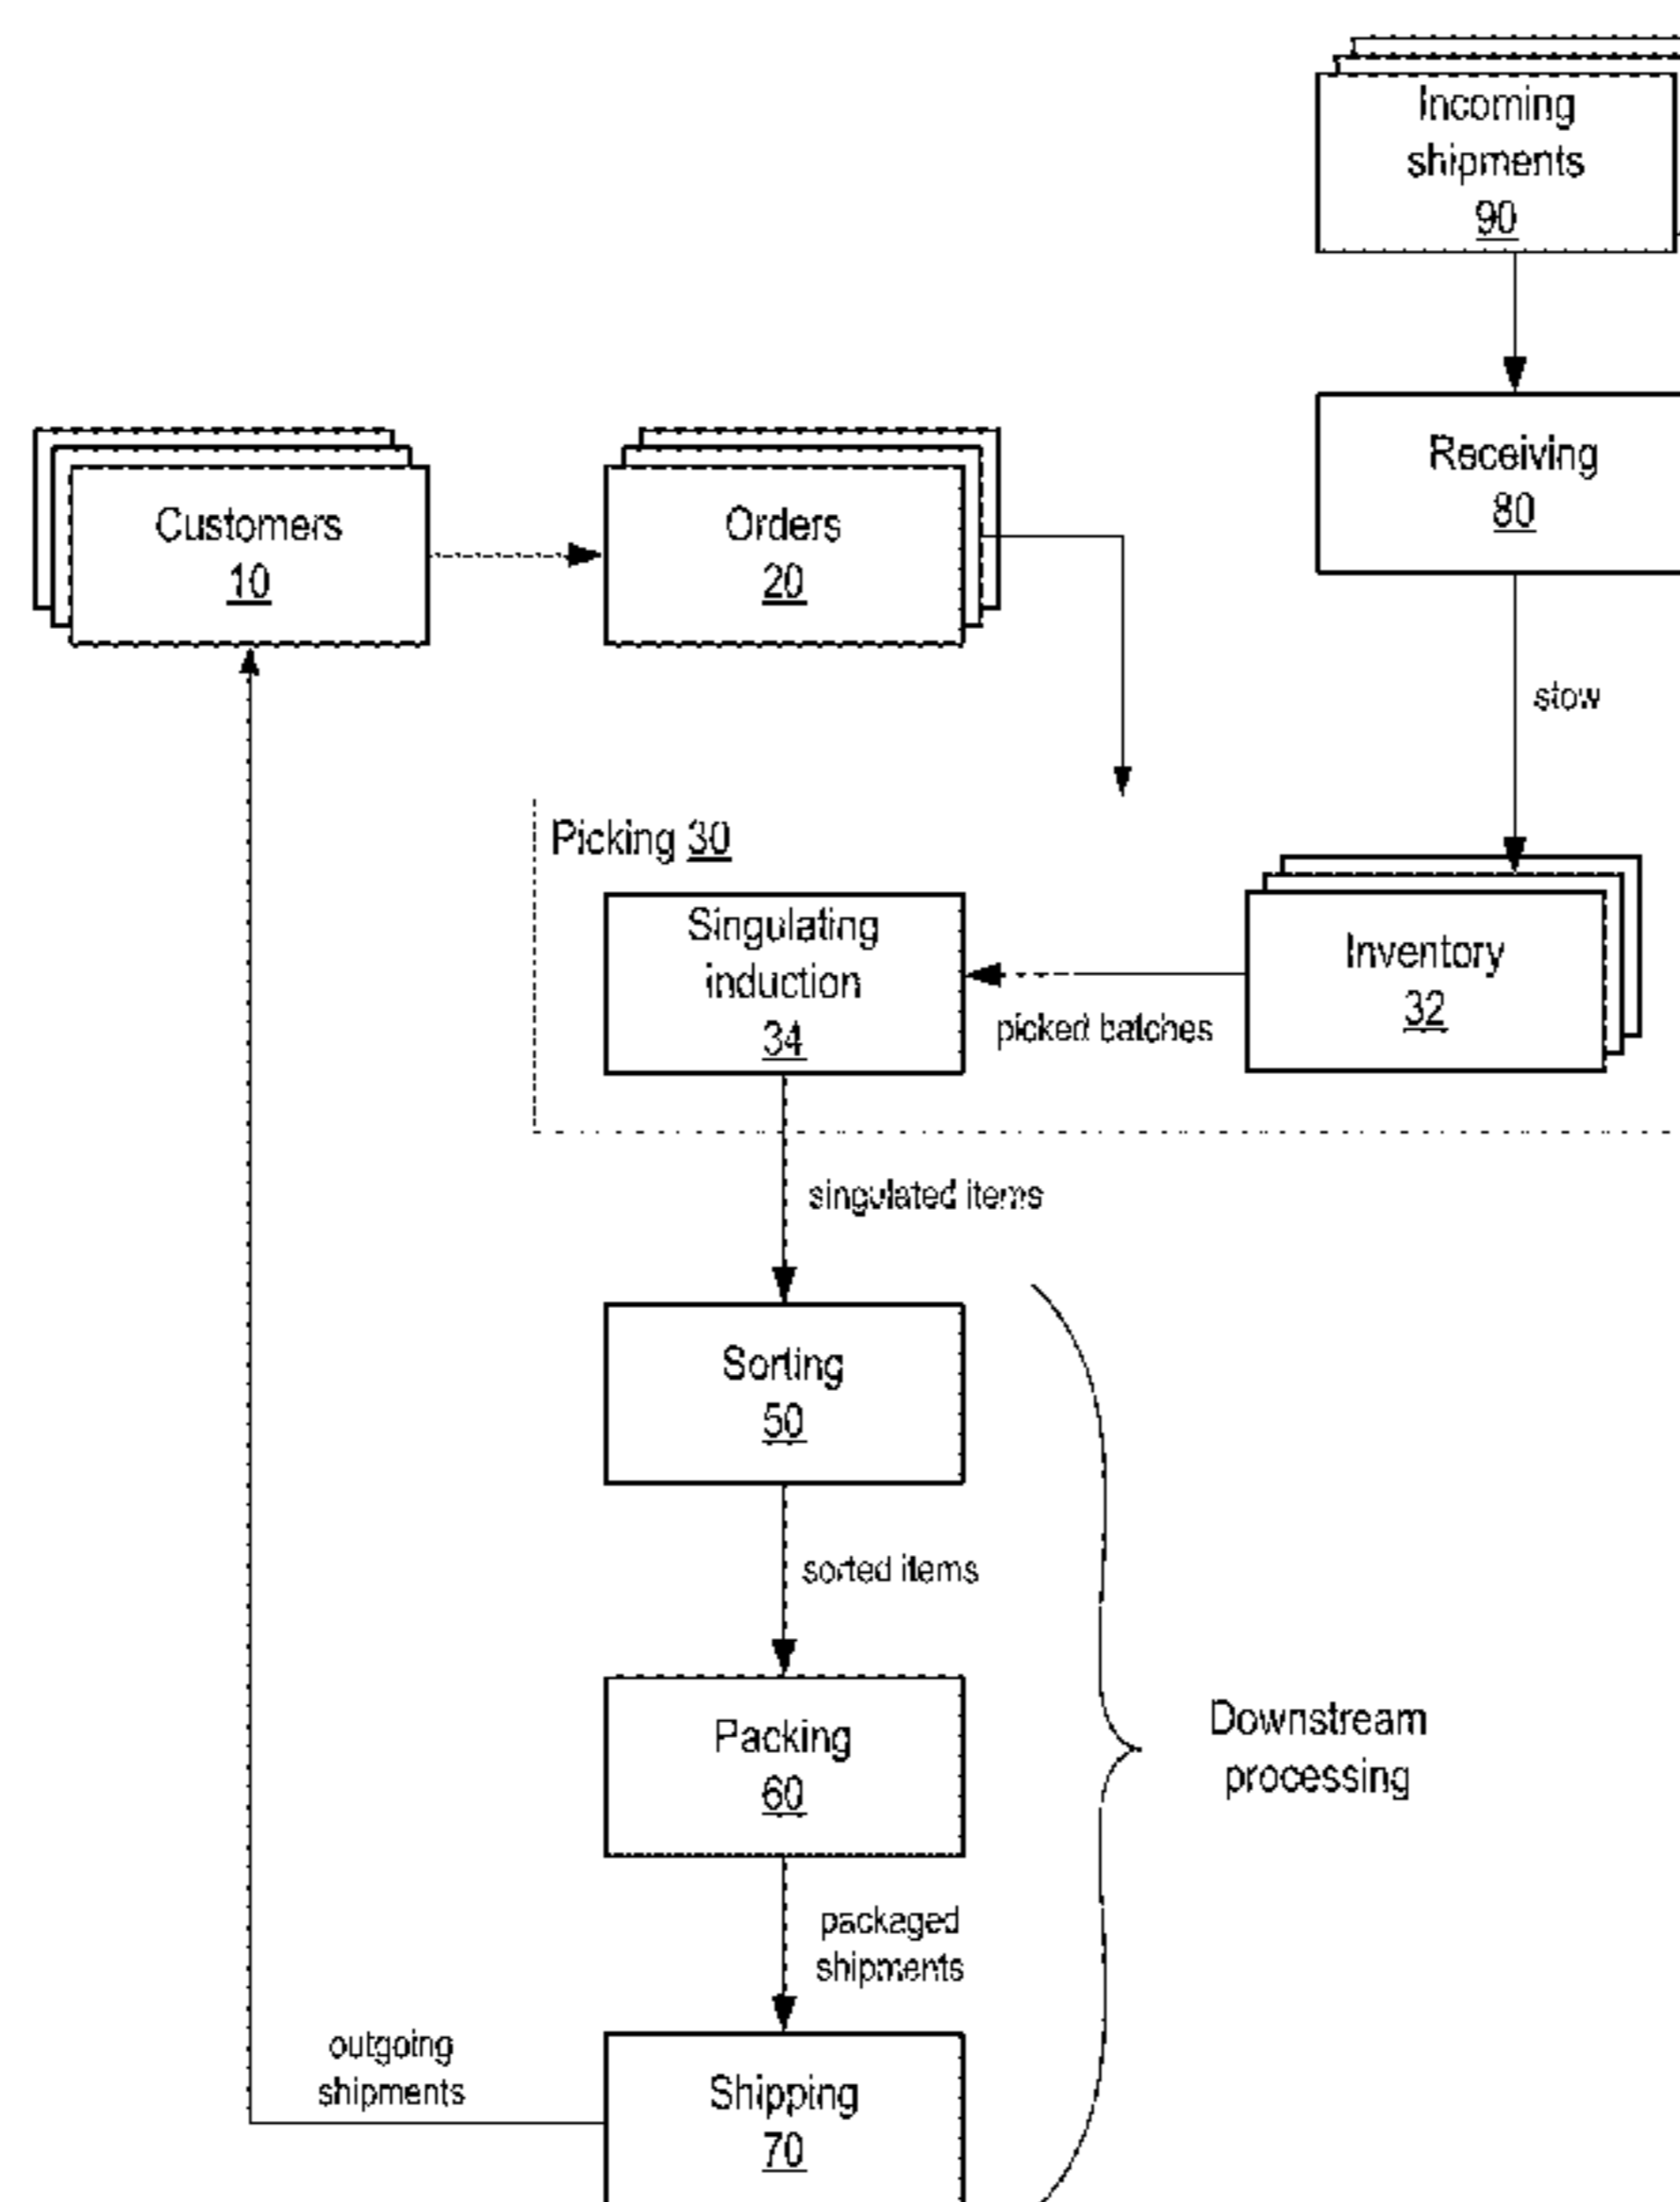 Incoming
shipments
90
Receiving
80
Customers
10
Orders
20
stow
Picking 30
Singulating
induction
34
picked batches
Inventory
32
singulated items
Sorting
50
sorted items
Packing
60
Downstream
processing
packaged
shipments
outgoing
shipments
Shipping
70